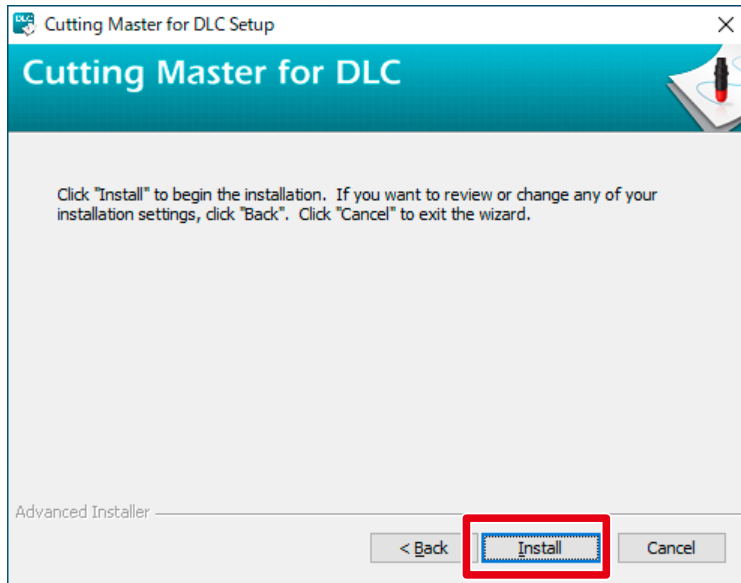 DLC Cutting Master for DLC Setup
Cutting Master for DLC
Click "Install" to begin the installation.  If you want to review or change any of your
installation settings, click "Back".  Click "Cancel" to exit the wizard.
Advanced Installer
< Back Install Cancel